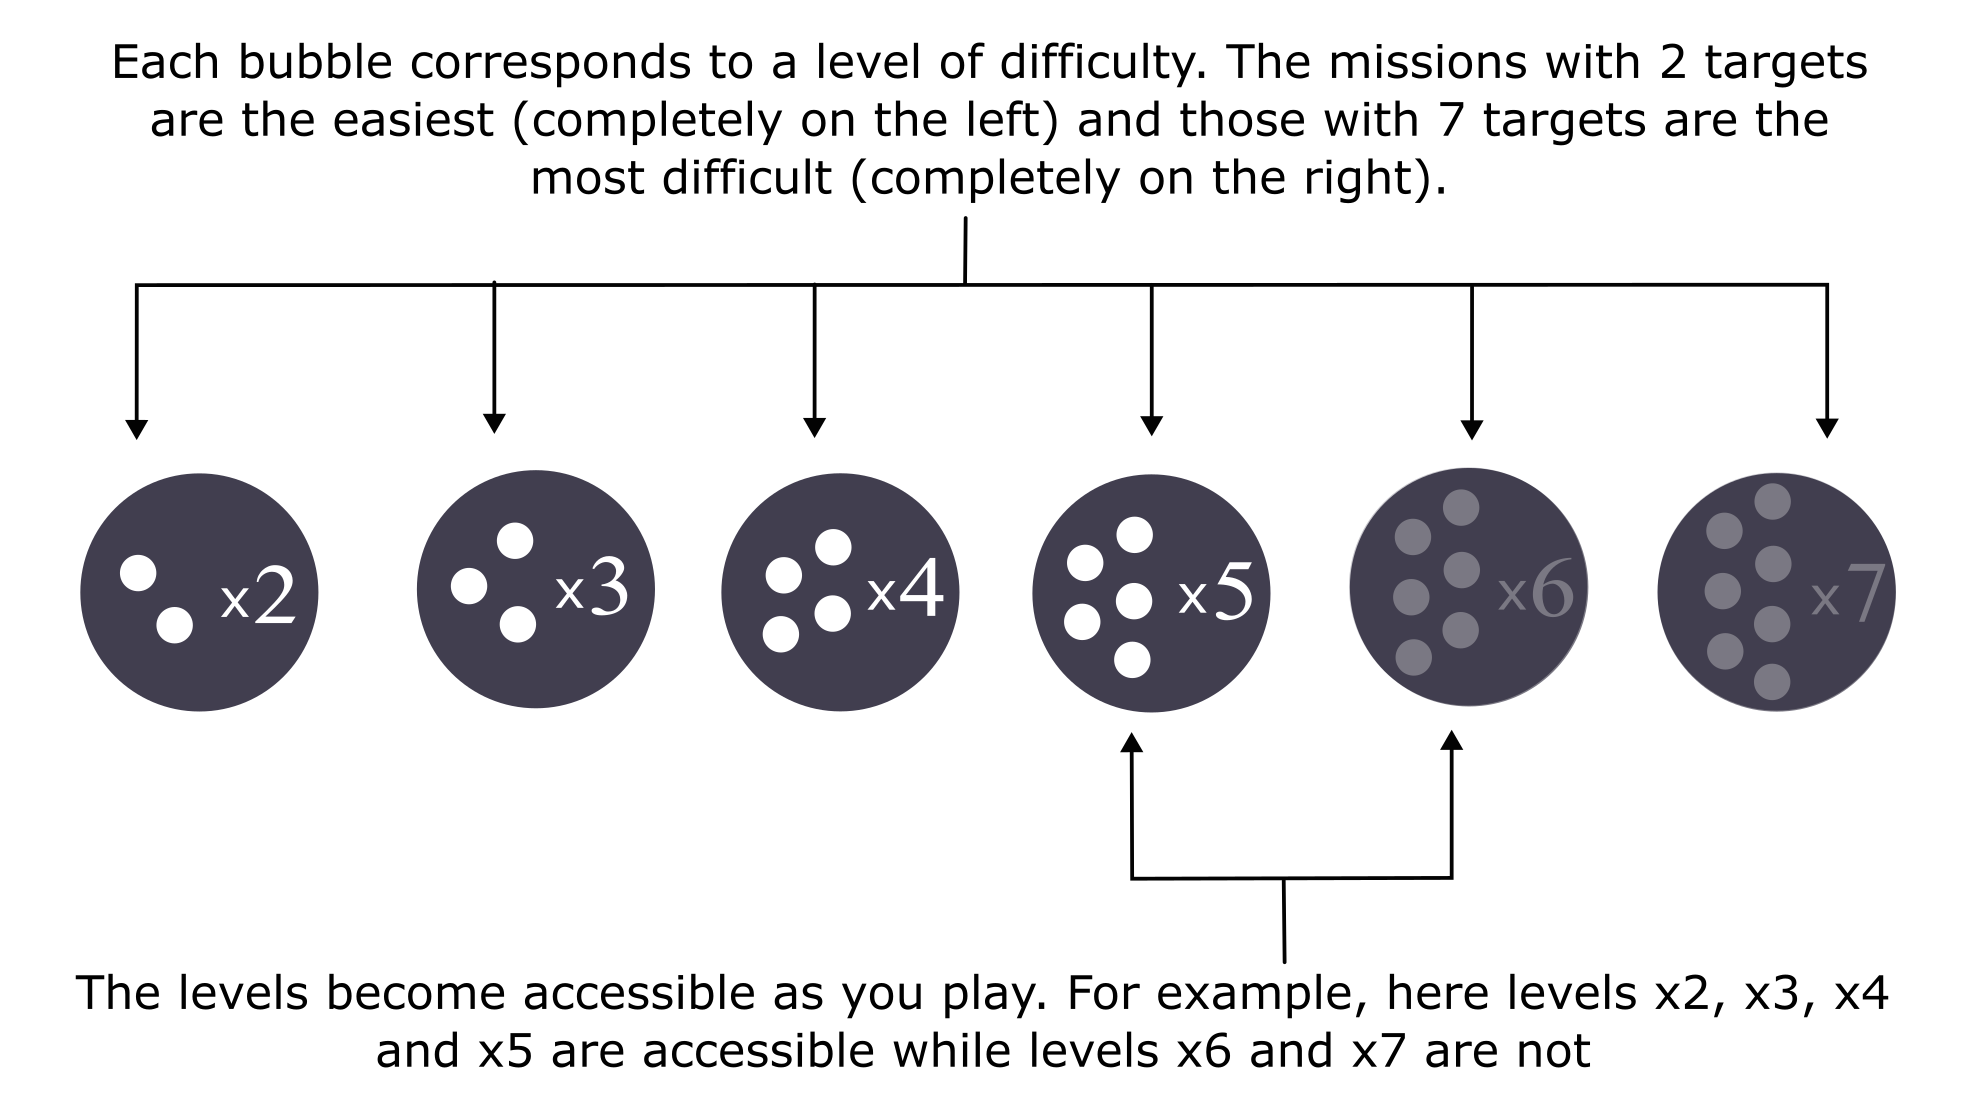 Each bubble corresponds to a level of difficulty. The missions with 2 targets
are the easiest (completely on the left) and those with 7 targets are the
most difficult (completely on the right).
x2 x3 x4 x5 x6 x7
The levels become accessible as you play. For example, here levels x2, x3, x4
and x5 are accessible while levels x6 and x7 are not